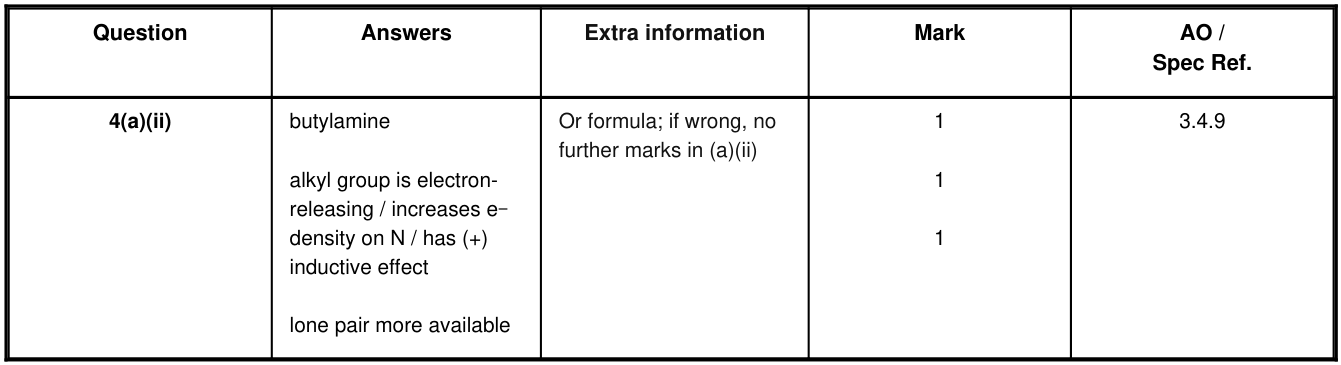 Question Answers Extra information Mark AO /
Spec Ref.
4(a)(ii) butylamine Or formula; if wrong, no 1 3.4.9
further marks in (a)(ii)
alkyl group is electron- 1
releasing / increases e–
density on N / has (+) 1
inductive effect
lone pair more available